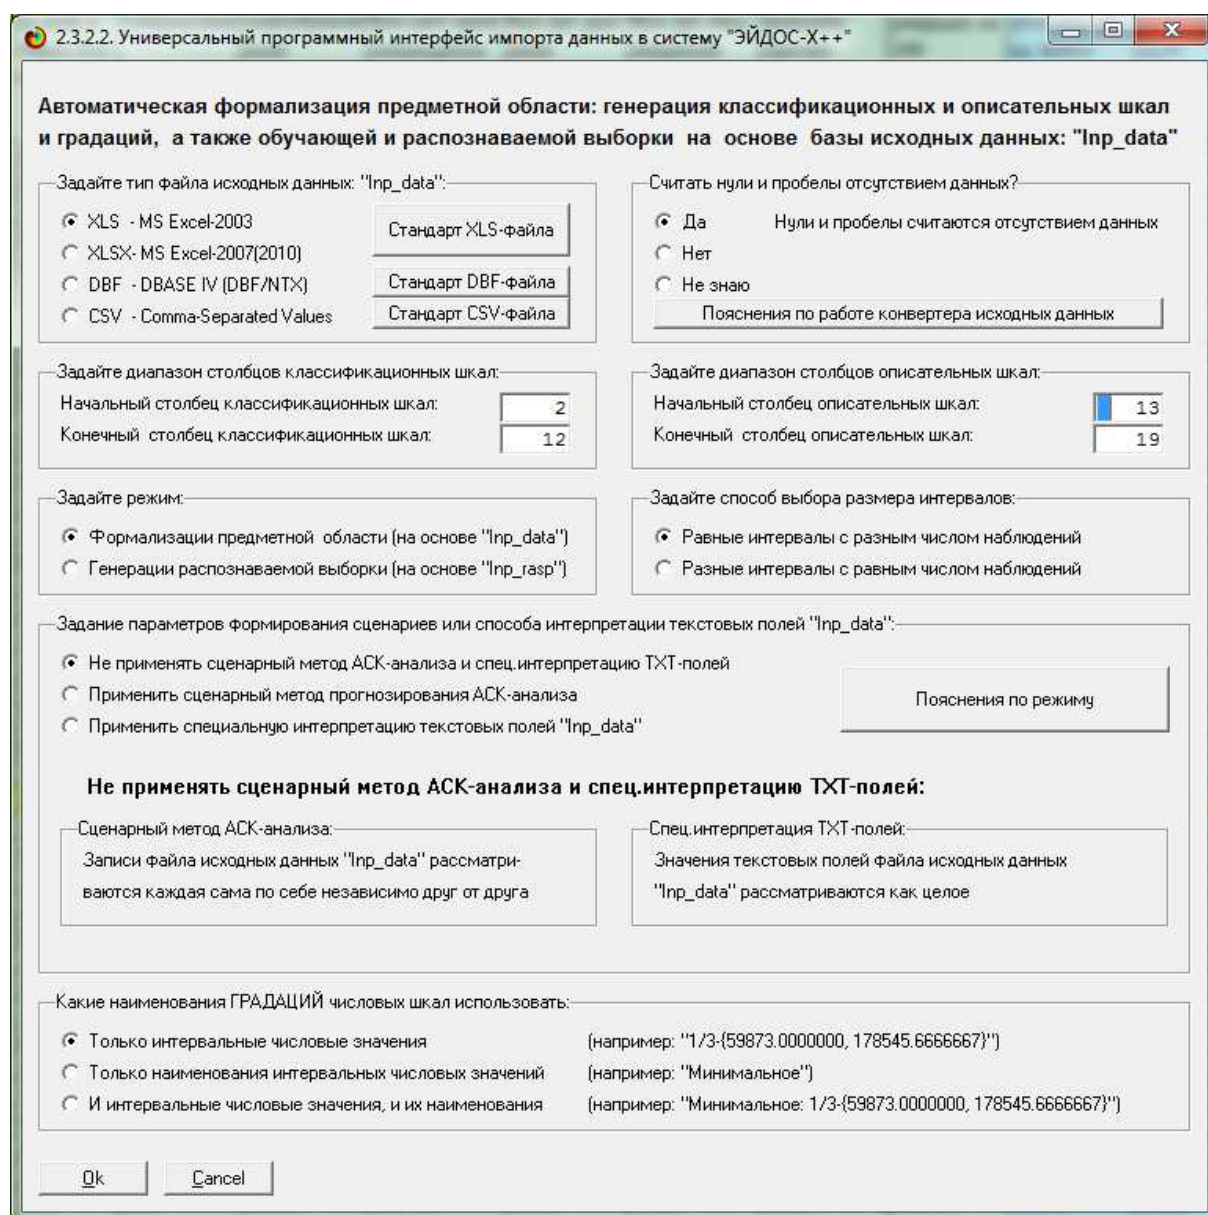 2.3.2.2. Универсальный программный интерфейс импорта данных в систему "ЭЙДОС-X++"
Автоматическая формализация предметной области: генерация классификационных и описательных шкал
и градаций, а также обучающей и распознаваемой выборки на основе базы исходных данных: "Inp_data"
Задайте тип файла исходных данных: "Inp_data":
XLS - MS Excel-2003
XLSX- MS Excel-2007(2010)
DBF - DBASE IV (DBF/NTX)
CSV - Comma-Separated Values
Стандарт XLS-файла
Стандарт DBF-файла
Стандарт CSV-файла
Считать нули и пробелы отсутствием данных?
Да Нули и пробелы считаются отсутствием данных
Нет
Не знаю
Пояснения по работе конвертера исходных данных
Задайте диапазон столбцов классификационных шкал:
Начальный столбец классификационных шкал: 2
Конечный столбец классификационных шкал: 12
Задайте диапазон столбцов описательных шкал:
Начальный столбец описательных шкал: 13
Конечный столбец описательных шкал: 19
Задайте режим:
Формализации предметной области (на основе "Inp_data")
Генерации распознаваемой выборки (на основе "Inp_rasp")
Задайте способ выбора размера интервалов:
Равные интервалы с разным числом наблюдений
Разные интервалы с равным числом наблюдений
Задание параметров формирования сценариев или способа интерпретации текстовых полей "Inp_data":
Не применять сценарный метод АСК-анализа и спец.интерпретацию TXT-полей
Применить сценарный метод прогнозирования АСК-анализа
Применить специальную интерпретацию текстовых полей "Inp_data"
Пояснения по режиму
Не применять сценарный метод АСК-анализа и спец.интерпретацию TXT-полей:
Сценарный метод АСК-анализа:
Записи файла исходных данных "Inp_data" рассматри-
ваются каждая сама по себе независимо друг от друга
Спец.интерпретация TXT-полей:
Значения текстовых полей файла исходных данных
"Inp_data" рассматриваются как целое
Какие наименования ГРАДАЦИЙ числовых шкал использовать:
Только интервальные числовые значения (например: "1/3-{59873.0000000, 178545.6666667}")
Только наименования интервальных числовых значений (например: "Минимальное")
И интервальные числовые значения, и их наименования (например: "Минимальное: 1/3-{59873.0000000, 178545.6666667}")
Ok Cancel